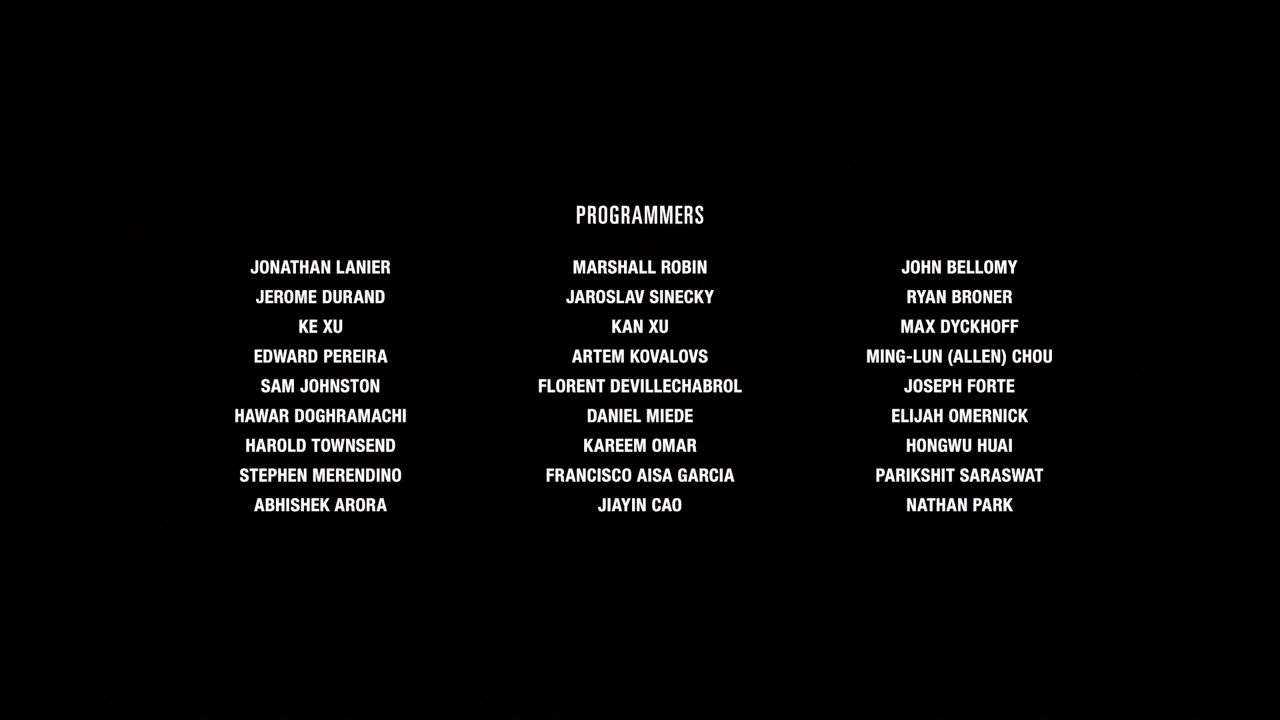 PROGRAMMERS
JONATHAN LANIER
MARSHALL ROBIN
JOHN BELLOMY
JEROME DURAND
JAROSLAV SINECKY
RYAN BRONER
KE XU
KAN XU
MAX DYCKHOFF
EDWARD PEREIRA
ARTEM KOVALOVS
MING-LUN (ALLEN) CHOU
SAM JOHNSTON
FLORENT DEVILLECHABROL
JOSEPH FORTE
HAWAR DOGHRAMACHI
DANIEL MIEDE
ELIJAH OMERNICK
HAROLD TOWNSEND
KAREEM OMAR
HONGWU HUAI
STEPHEN MERENDINO
FRANCISCO AISA GARCIA
PARIKSHIT SARASWAT
ABHISHEK ARORA
JIAYIN CAO
NATHAN PARK